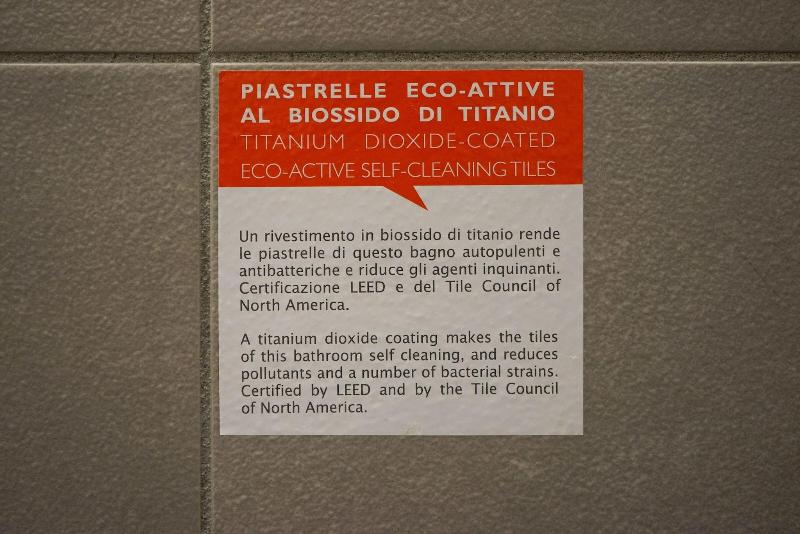 PIASTRELLE ECO-ATTIVE
AL BIOSSIDO DI TITANIO
TITANIUM DIOXIDE-COATED
ECO-ACTIVE SELF-CLEANING TILES
Un rivestimento in biossido di titanio rende
le piastrelle di questo bagno autopulenti e
antibatteriche e riduce gli agenti inquinanti.
Certificazione LEED e del Tile Council of
North America.
A titanium dioxide coating makes the tiles
of this bathroom self cleaning, and reduces
pollutants and a number of bacterial strains.
Certified by LEED and by the Tile Council
of North America.